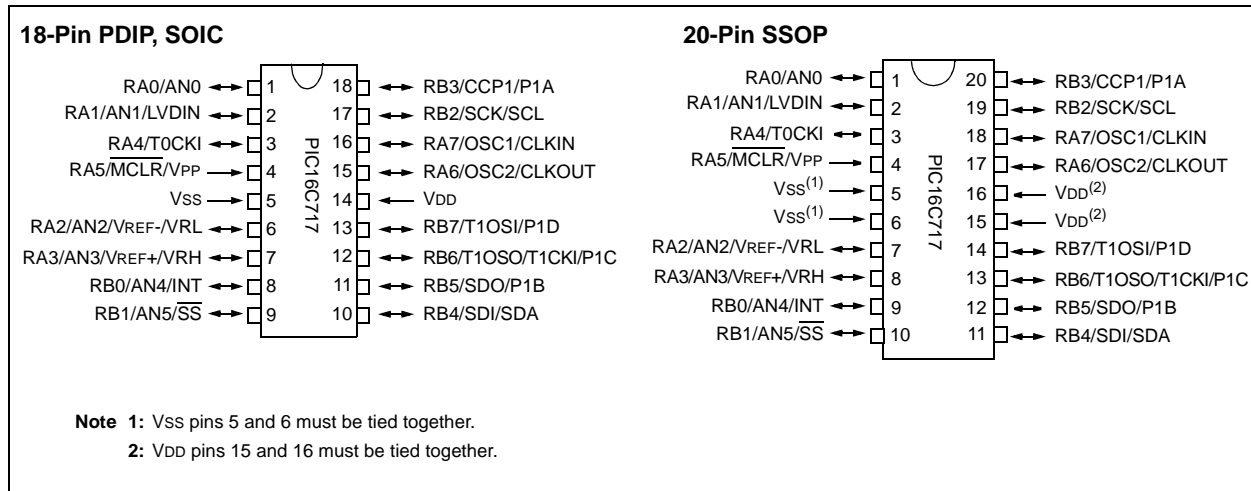 18-Pin PDIP, SOIC
RA0/AN0 1
RA1/AN1/LVDIN 2
RA4/T0CKI 3
RA5/MCLR/VPP 4
VSS 5
RA2/AN2/VREF-/VRL 6
RA3/AN3/VREF+/VRH 7
RB0/AN4/INT 8
RB1/AN5/SS 9
PIC16C717
18 RB3/CCP1/P1A
17 RB2/SCK/SCL
16 RA7/OSC1/CLKIN
15 RA6/OSC2/CLKOUT
14 VDD
13 RB7/T1OSI/P1D
12 RB6/T1OSO/T1CKI/P1C
11 RB5/SDO/P1B
10 RB4/SDI/SDA
20-Pin SSOP
RA0/AN0 1
RA1/AN1/LVDIN 2
RA4/T0CKI 3
RA5/MCLR/VPP 4
VSS(1) 5
VSS(1) 6
RA2/AN2/VREF-/VRL 7
RA3/AN3/VREF+/VRH 8
RB0/AN4/INT 9
RB1/AN5/SS 10
PIC16C717
20 RB3/CCP1/P1A
19 RB2/SCK/SCL
18 RA7/OSC1/CLKIN
17 RA6/OSC2/CLKOUT
16 VDD(2)
15 VDD(2)
14 RB7/T1OSI/P1D
13 RB6/T1OSO/T1CKI/P1C
12 RB5/SDO/P1B
11 RB4/SDI/SDA
Note 1: VSS pins 5 and 6 must be tied together.
2: VDD pins 15 and 16 must be tied together.